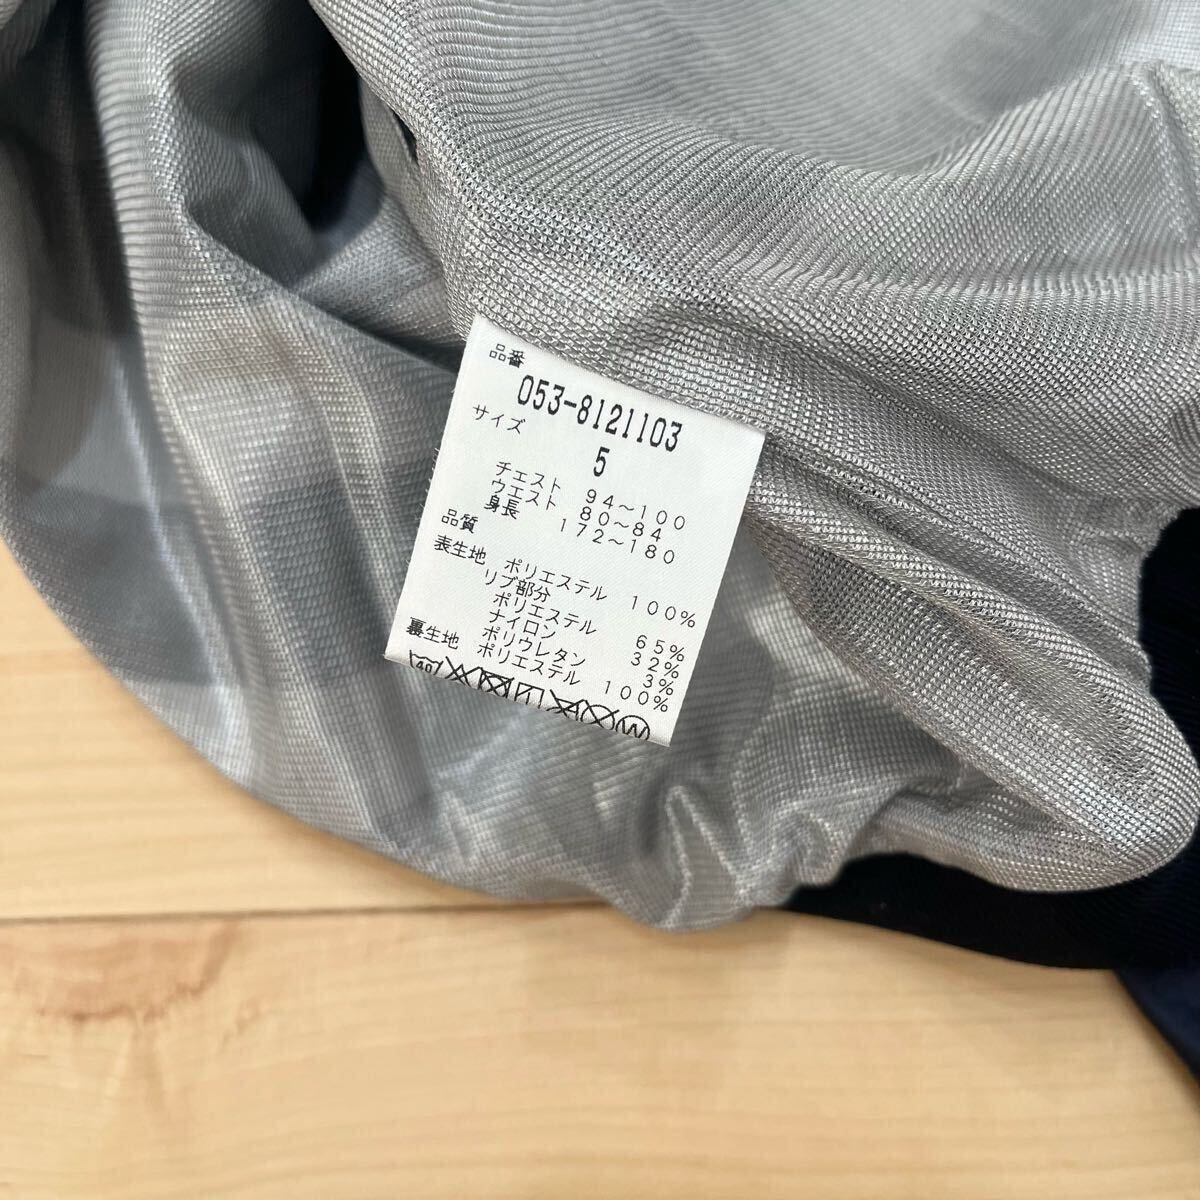 品番
053-8121103
サイズ
5
チェスト 94～100
ウエスト 80～84
身長 172～180
品質
表生地 ポリエステル 100%
リブ部分
ポリエステル 65%
ナイロン 32%
ポリウレタン 3%
裏生地 ポリエステル 100%
40
W